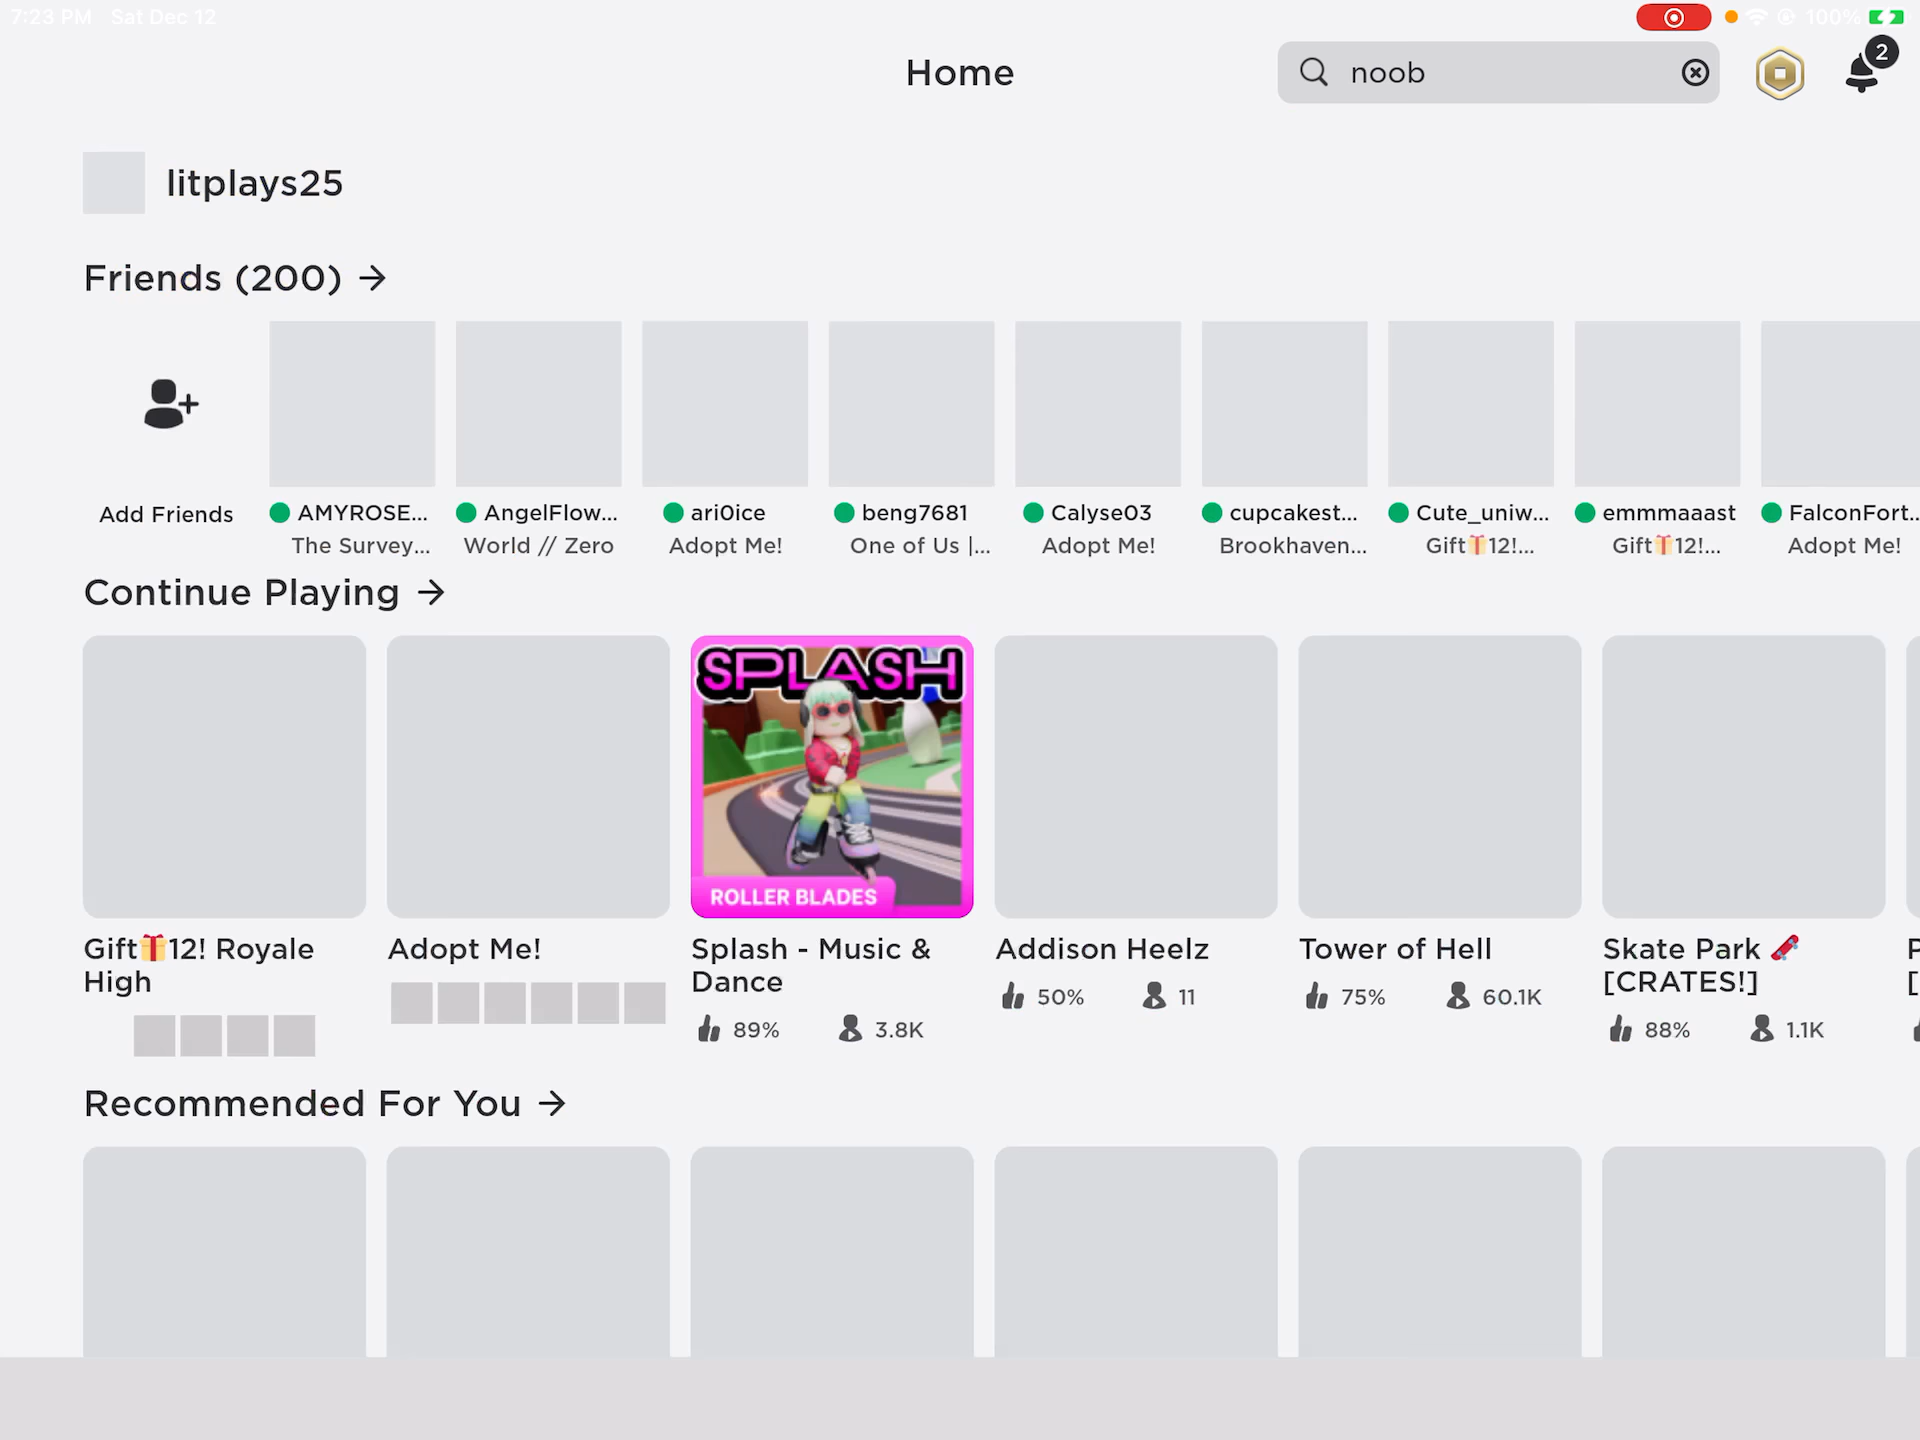 7:23 PM Sat Dec 12
100%
Home
noob
2
litplays25
Friends (200)
Add Friends
AMYROSE...
AngelFlow...
ari0ice
beng7681
Calyse03
cupcakest...
Cute_uniw...
emmmaaast
FalconFort...
The Survey...
World // Zero
Adopt Me!
One of Us |...
Adopt Me!
Brookhaven...
Gift🎁12!...
Gift🎁12!...
Adopt Me!
Continue Playing
SPLASH
ROLLER BLADES
Gift🎁12! Royale
High
Adopt Me!
Splash - Music &
Dance
89% 3.8K
Addison Heelz
50% 11
Tower of Hell
75% 60.1K
Skate Park 🛹
[CRATES!]
88% 1.1K
Recommended For You